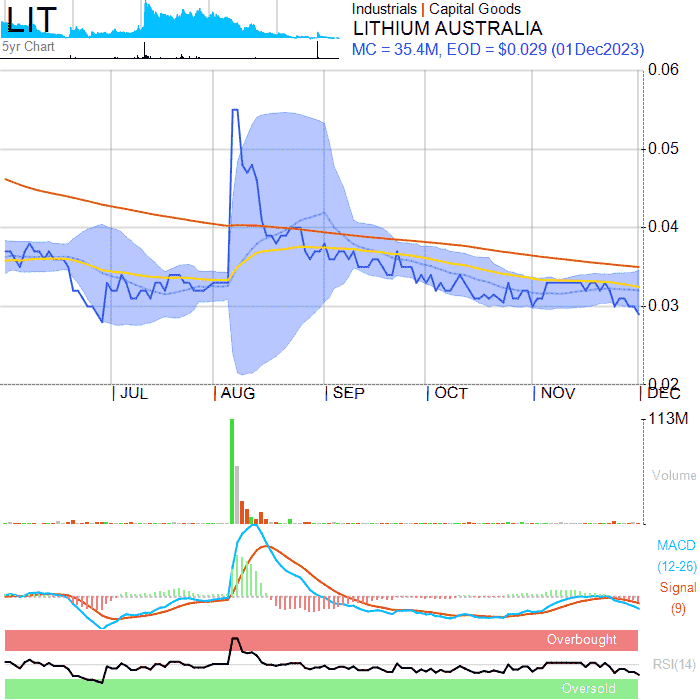 LIT
5yr Chart
Industrials | Capital Goods
LITHIUM AUSTRALIA
MC = 35.4M, EOD = $0.029 (01Dec2023)
0.06
0.05
0.04
0.03
0.02
JUL AUG SEP OCT NOV DEC
113M
Volume
MACD
(12-26)
Signal
(9)
Overbought
RSI(14)
Oversold